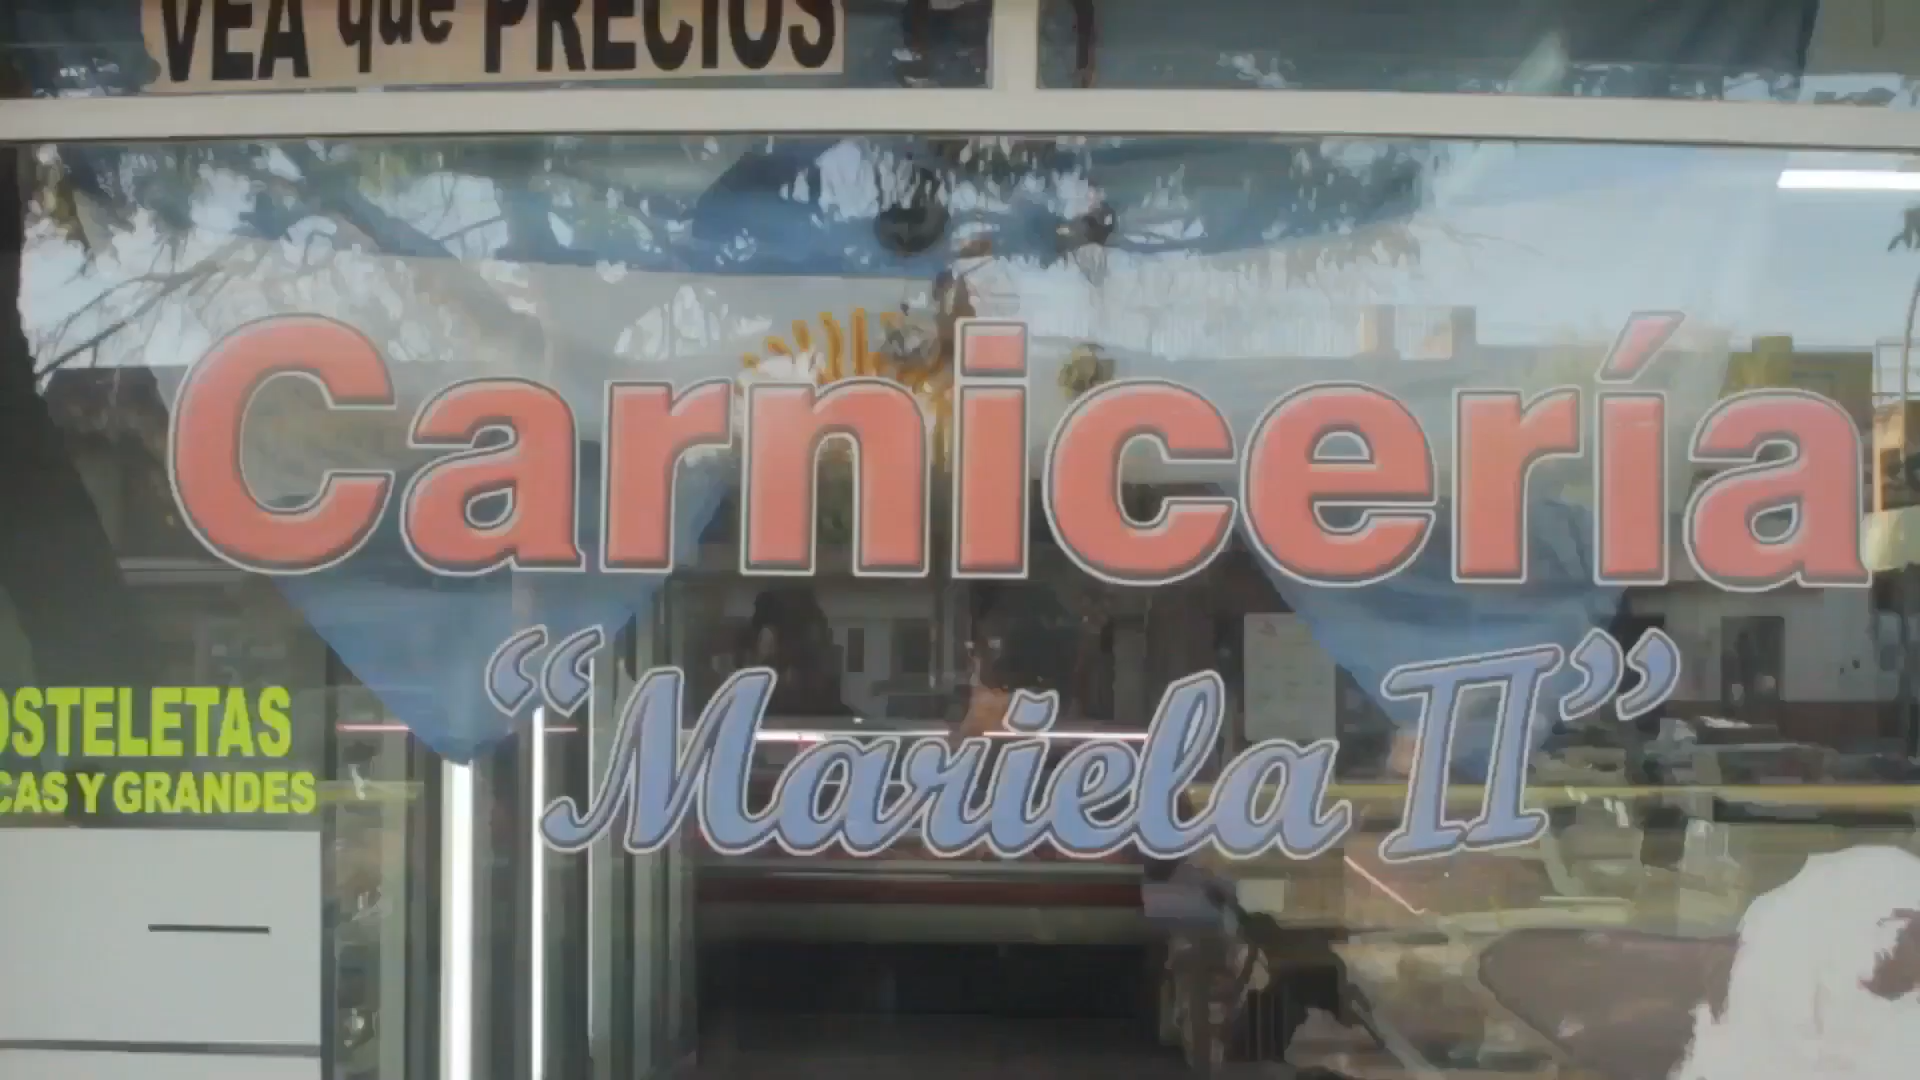 VEA que PRECIOS
Carnicería
“Mariela II”
OSTELETAS
CAS Y GRANDES